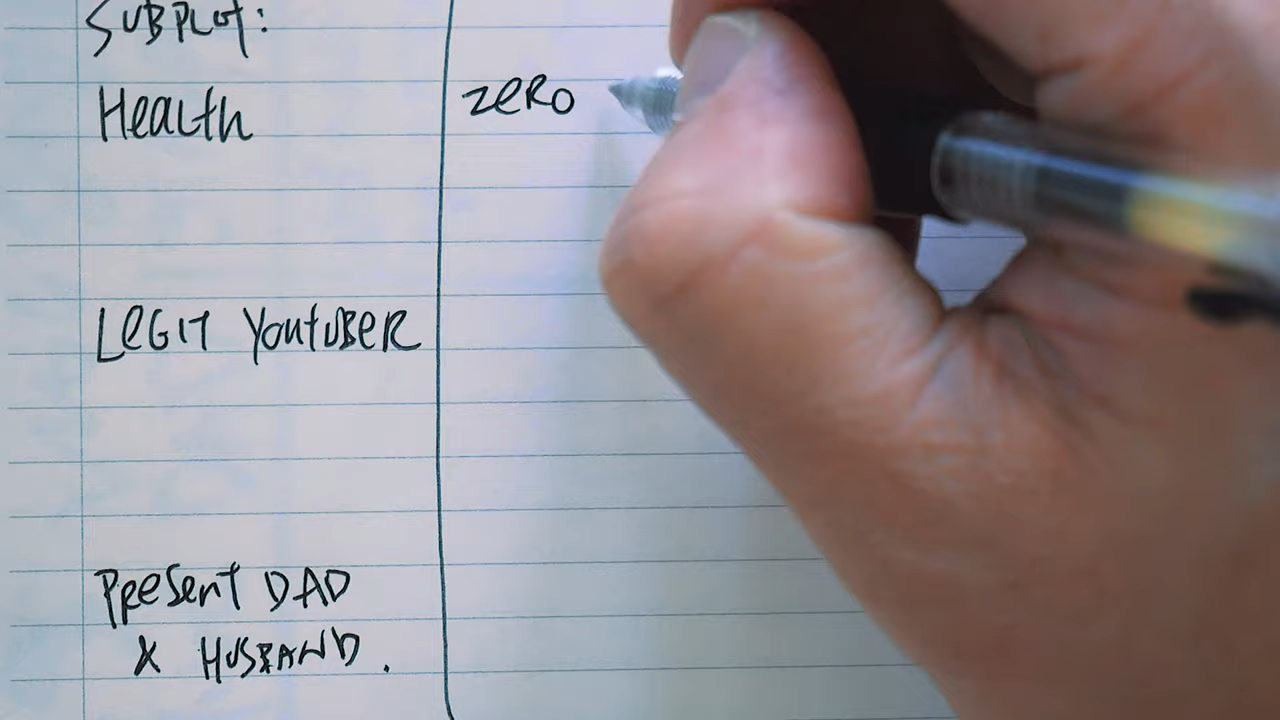 SUBPLOT:
Health zeRo
LeGIT YoutuBER
PReSent DAD
X HUSBAND.